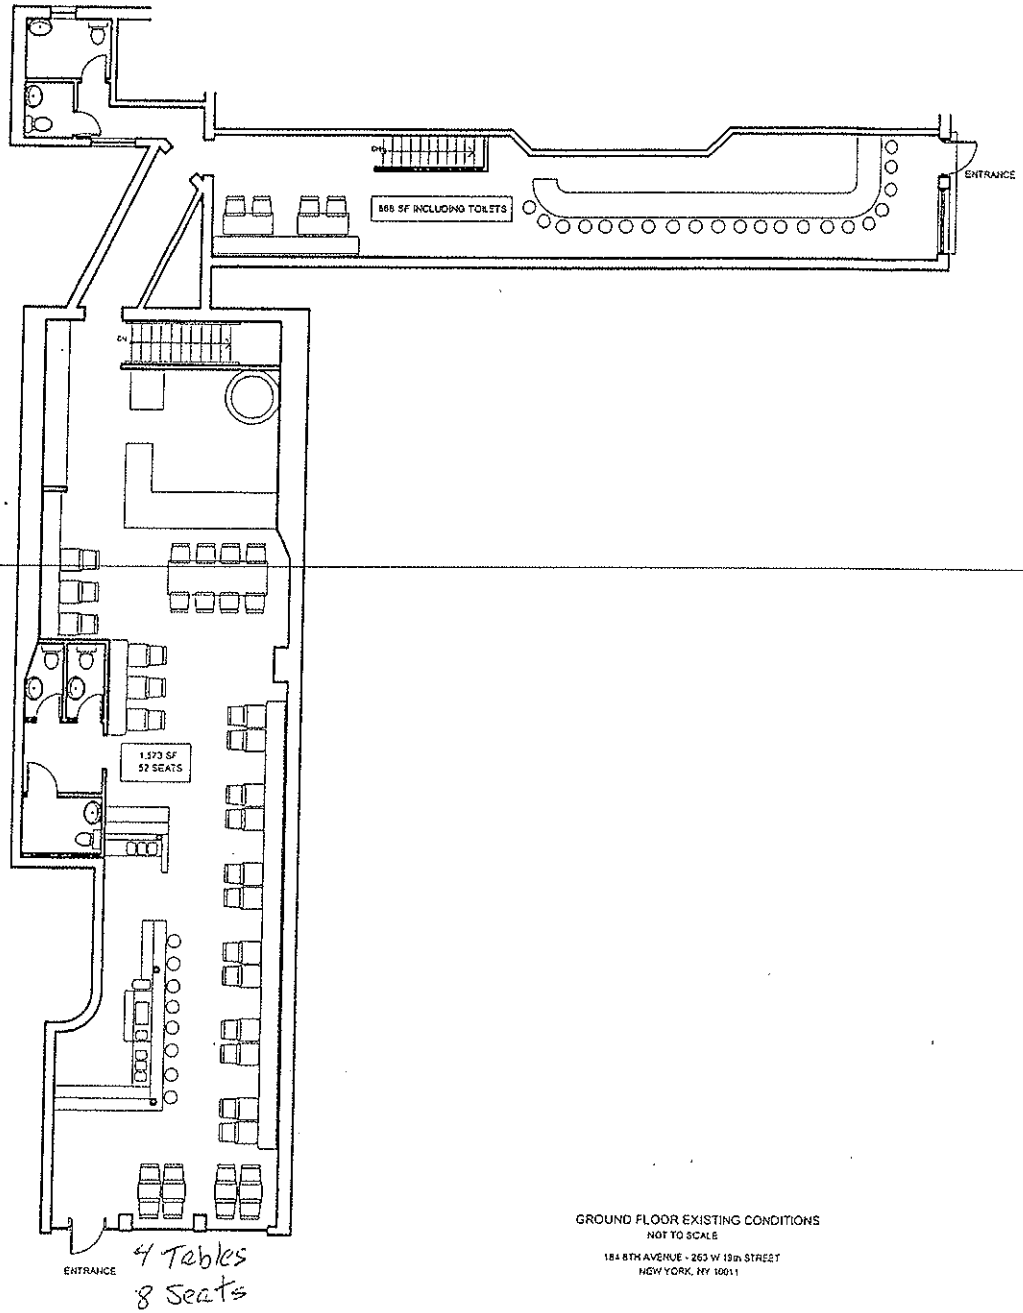 DN
ENTRANCE
868 SF INCLUDING TOILETS
DN
1,573 SF
52 SEATS
ENTRANCE
4 Tables
8 Seats
GROUND FLOOR EXISTING CONDITIONS
NOT TO SCALE
184 8TH AVENUE - 263 W 19th STREET
NEW YORK, NY 10011